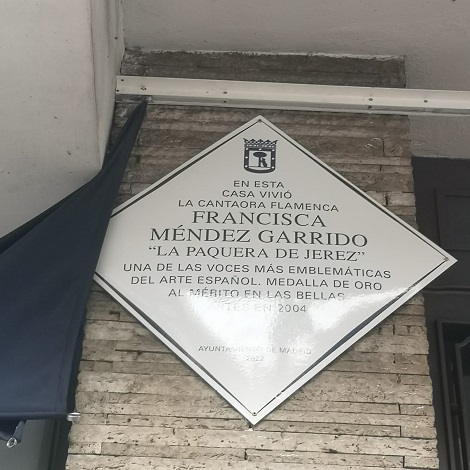 EN ESTA
CASA VIVIÓ
LA CANTAORA FLAMENCA
FRANCISCA
MÉNDEZ GARRIDO
"LA PAQUERA DE JEREZ"
UNA DE LAS VOCES MÁS EMBLEMÁTICAS
DEL ARTE ESPAÑOL. MEDALLA DE ORO
AL MÉRITO EN LAS BELLAS
EN 2004
AYUNTAMIENTO DE MADRID
2022